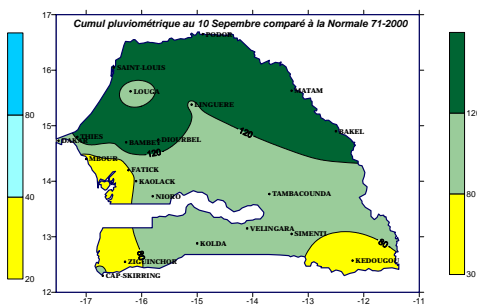 Cumul pluviométrique au 10 Sepembre comparé à la Normale 71-2000
17
PODOR
SAINT-LOUIS
16
LOUGA
MATAM
LINGUERE
80
120
120
15
THIES
DAKAR
BAMBEY
DIOURBEL
120
BAKEL
MBOUR
FATICK
KAOLACK
14
40
NIORO
TAMBACOUNDA
80
VELINGARA
SIMENTI
13
KOLDA
80
80
ZIGUINCHOR
KEDOUGOU
CAP-SKIRRING
20
12
30
-17
-16
-15
-14
-13
-12